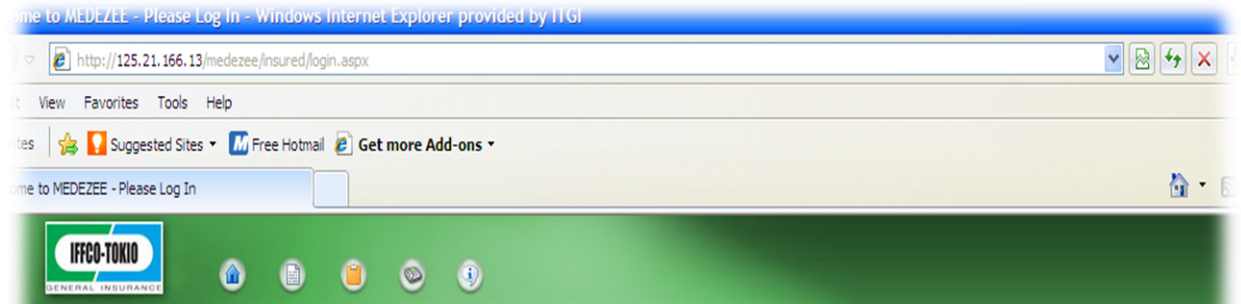 ome to MEDEZEE - Please Log In - Windows Internet Explorer provided by ITGI
http://125.21.166.13/medezee/insured/login.aspx
View Favorites Tools Help
Suggested Sites Free Hotmail Get more Add-ons
ome to MEDEZEE - Please Log In
IFFCO-TOKIO
GENERAL INSURANCE